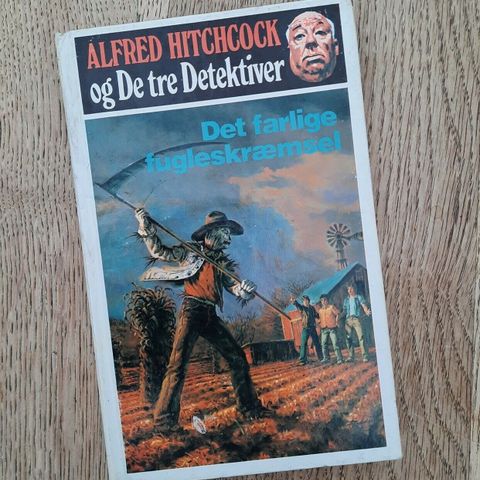 ALFRED HITCHCOCK
og De tre Detektiver
Det farlige
fugleskræmsel